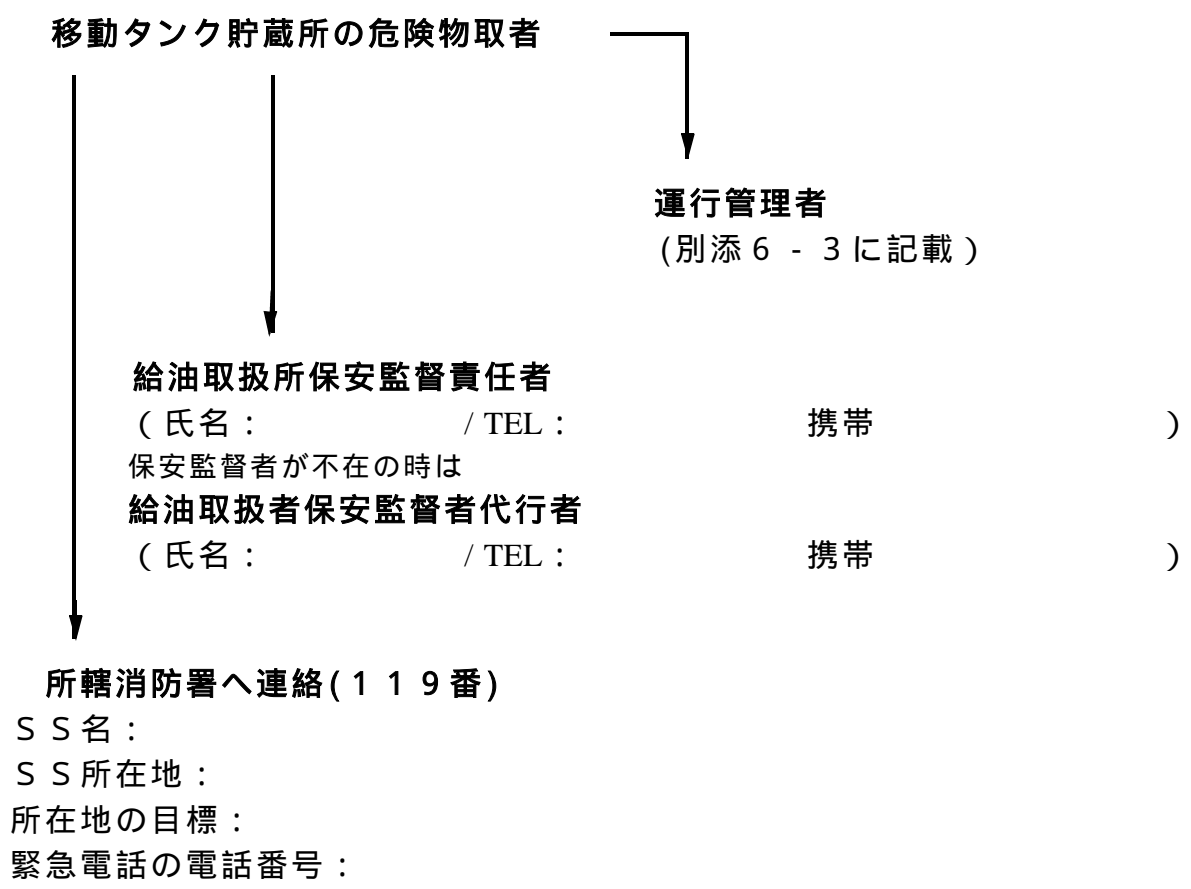 移動タンク貯蔵所の危険物取者
運行管理者
(別添６-３に記載)
給油取扱所保安監督責任者
(氏名： / TEL： 携帯 )
保安監督者が不在の時は
給油取扱者保安監督者代行者
(氏名： / TEL： 携帯 )
所轄消防署へ連絡(１１９番)
ＳＳ名：
ＳＳ所在地：
所在地の目標：
緊急電話の電話番号：